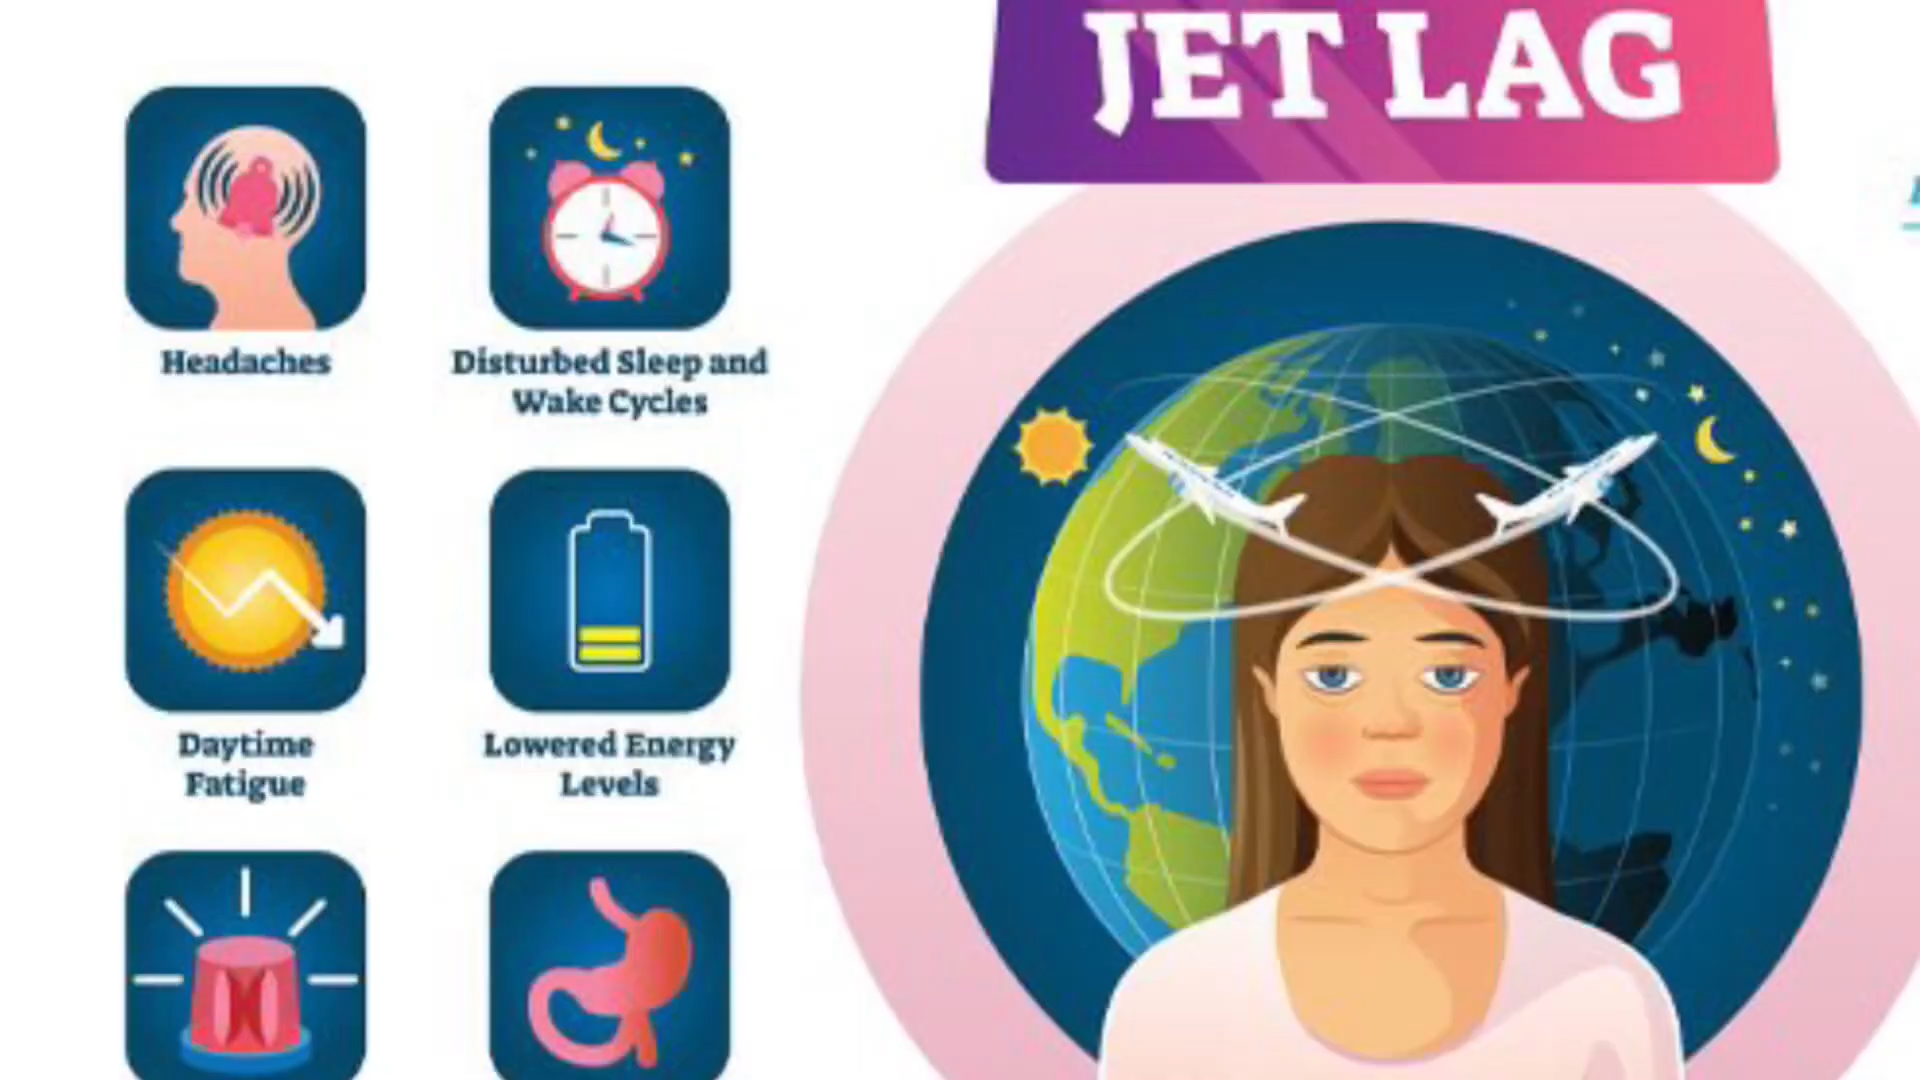 JET LAG
Headaches
Disturbed Sleep and
Wake Cycles
Daytime
Fatigue
Lowered Energy
Levels